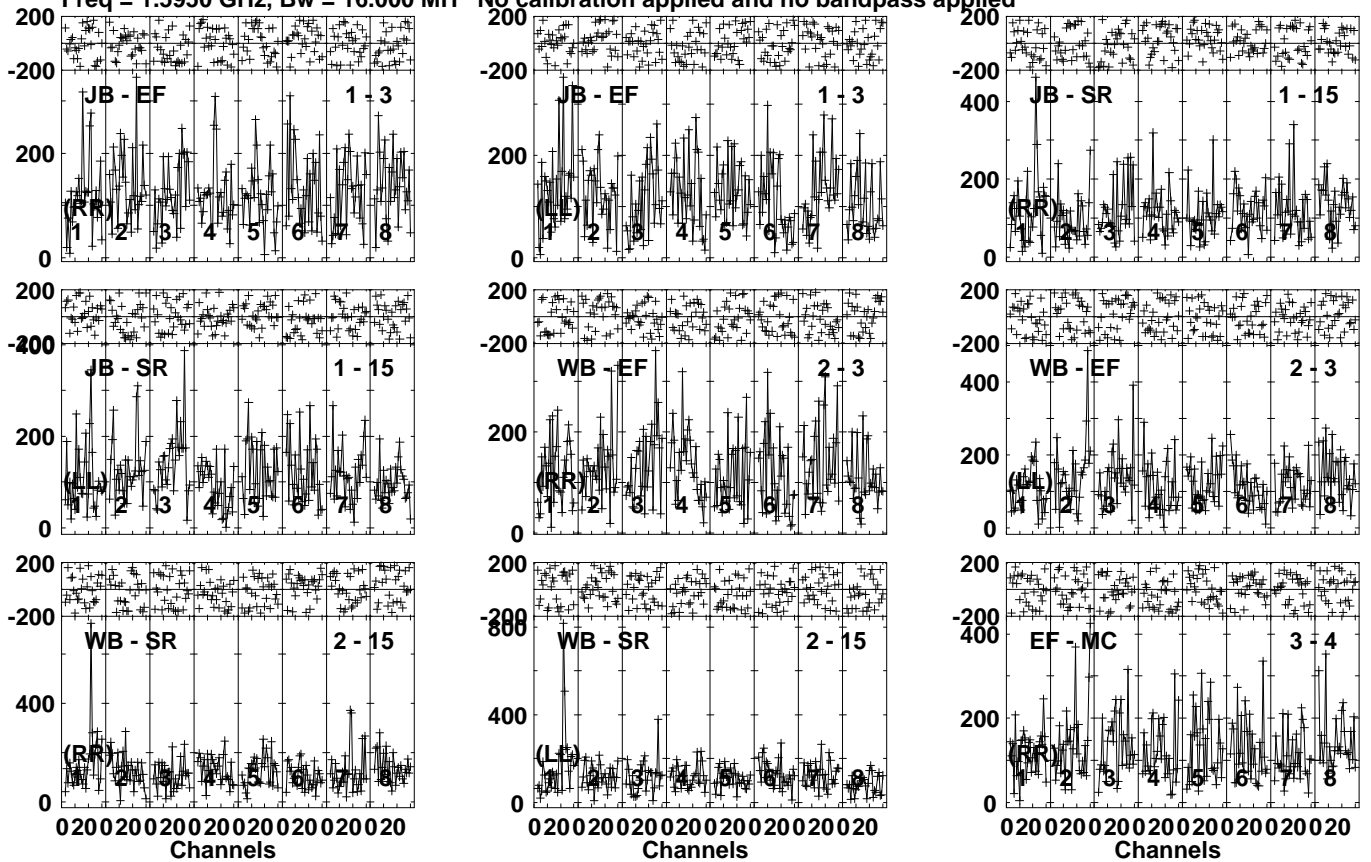 Freq = 1.5950 GHz, Bw = 16.000 MH No calibration applied and no bandpass applied
200 200 200
-200 -200 -200
JB - EF 1 - 3 JB - EF 1 - 3 JB - SR 1 - 15
400
200 200 200
(RR) (LL) (RR)
1 2 3 4 5 6 7 8 1 2 3 4 5 6 7 8 1 2 3 4 5 6 7 8
0 0 0
200 200 200
-200 -200 -200
400
JB - SR 1 - 15 WB - EF 2 - 3 WB - EF 2 - 3
400
200 200 200
(LL) (RR) (LL)
1 2 3 4 5 6 7 8 1 2 3 4 5 6 7 8 1 2 3 4 5 6 7 8
0 0 0
200 200 200
-200 -200 -200
800
WB - SR 2 - 15 WB - SR 2 - 15 EF - MC 3 - 4
400
400 400
200
(RR) (LL) (RR)
1 2 3 4 5 6 7 8 1 2 3 4 5 6 7 8 1 2 3 4 5 6 7 8
0 0 0
0 20 0 20 0 20 0 20 0 20 0 20 0 20 0 20 0 20 0 20 0 20 0 20 0 20 0 20 0 20 0 20 0 20 0 20 0 20 0 20 0 20 0 20 0 20 0 20
Channels Channels Channels